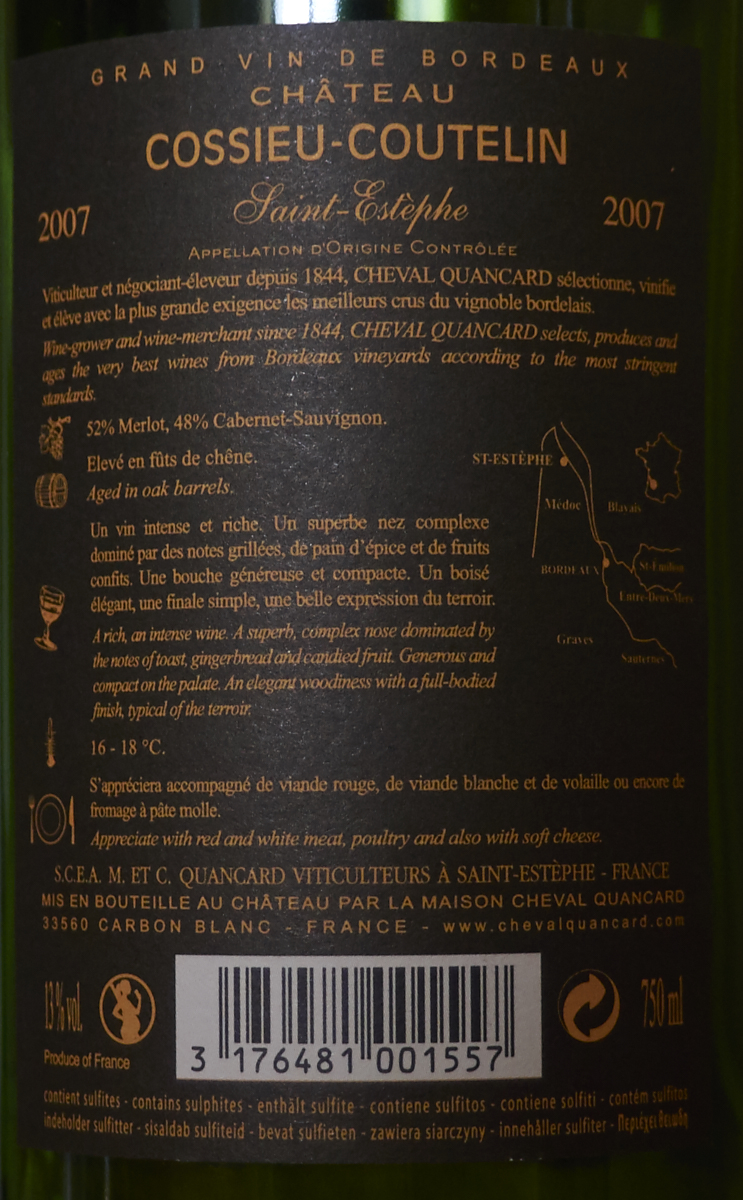 GRAND VIN DE BORDEAUX
CHÂTEAU
COSSIEU-COUTELIN
Saint-Estèphe
2007 2007
APPELLATION D'ORIGINE CONTRÔLÉE
Viticulteur et négociant-éleveur depuis 1844, CHEVAL QUANCARD sélectionne, vinifie
et élève avec la plus grande exigence les meilleurs crus du vignoble bordelais.
Wine-grower and wine-merchant since 1844, CHEVAL QUANCARD selects, produces and
ages the very best wines from Bordeaux vineyards according to the most stringent
standards.
52% Merlot, 48% Cabernet-Sauvignon.
Elevé en fûts de chêne.
Aged in oak barrels.
Un vin intense et riche. Un superbe nez complexe
dominé par des notes grillées, de pain d'épice et de fruits
confits. Une bouche généreuse et compacte. Un boisé
élégant, une finale simple, une belle expression du terroir.
A rich, an intense wine. A superb, complex nose dominated by
the notes of toast, gingerbread and candied fruit. Generous and
compact on the palate. An elegant woodiness with a full-bodied
finish, typical of the terroir.
ST-ESTÈPHE
Médoc
Blayais
BORDEAUX
St-Emilion
Entre-Deux-Mers
Graves
Sauternes
16 - 18 °C.
S'appréciera accompagné de viande rouge, de viande blanche et de volaille ou encore de
fromage à pâte molle.
Appreciate with red and white meat, poultry and also with soft cheese.
S.C.E.A. M. ET C. QUANCARD VITICULTEURS À SAINT-ESTÈPHE - FRANCE
MIS EN BOUTEILLE AU CHÂTEAU PAR LA MAISON CHEVAL QUANCARD
33560 CARBON BLANC - FRANCE - www.chevalquancard.com
13 % vol.
Produce of France
3 176481 001557
750 ml
contient sulfites - contains sulphites - enthält sulfite - contiene sulfitos - contiene solfiti - contém sulfitos
indeholder sulfitter - sisaldab sulfiteid - bevat sulfieten - zawiera siarczyny - innehåller sulfiter - Περιέχει θειώδη